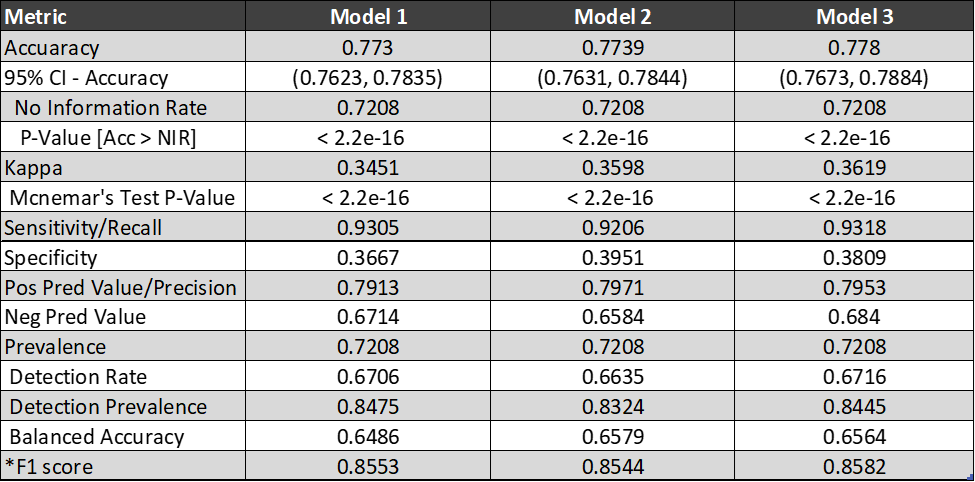 Metric Model 1 Model 2 Model 3
Accuaracy 0.773 0.7739 0.778
95% CI - Accuracy (0.7623, 0.7835) (0.7631, 0.7844) (0.7673, 0.7884)
No Information Rate 0.7208 0.7208 0.7208
P-Value [Acc > NIR] < 2.2e-16 < 2.2e-16 < 2.2e-16
Kappa 0.3451 0.3598 0.3619
Mcnemar's Test P-Value < 2.2e-16 < 2.2e-16 < 2.2e-16
Sensitivity/Recall 0.9305 0.9206 0.9318
Specificity 0.3667 0.3951 0.3809
Pos Pred Value/Precision 0.7913 0.7971 0.7953
Neg Pred Value 0.6714 0.6584 0.684
Prevalence 0.7208 0.7208 0.7208
Detection Rate 0.6706 0.6635 0.6716
Detection Prevalence 0.8475 0.8324 0.8445
Balanced Accuracy 0.6486 0.6579 0.6564
*F1 score 0.8553 0.8544 0.8582